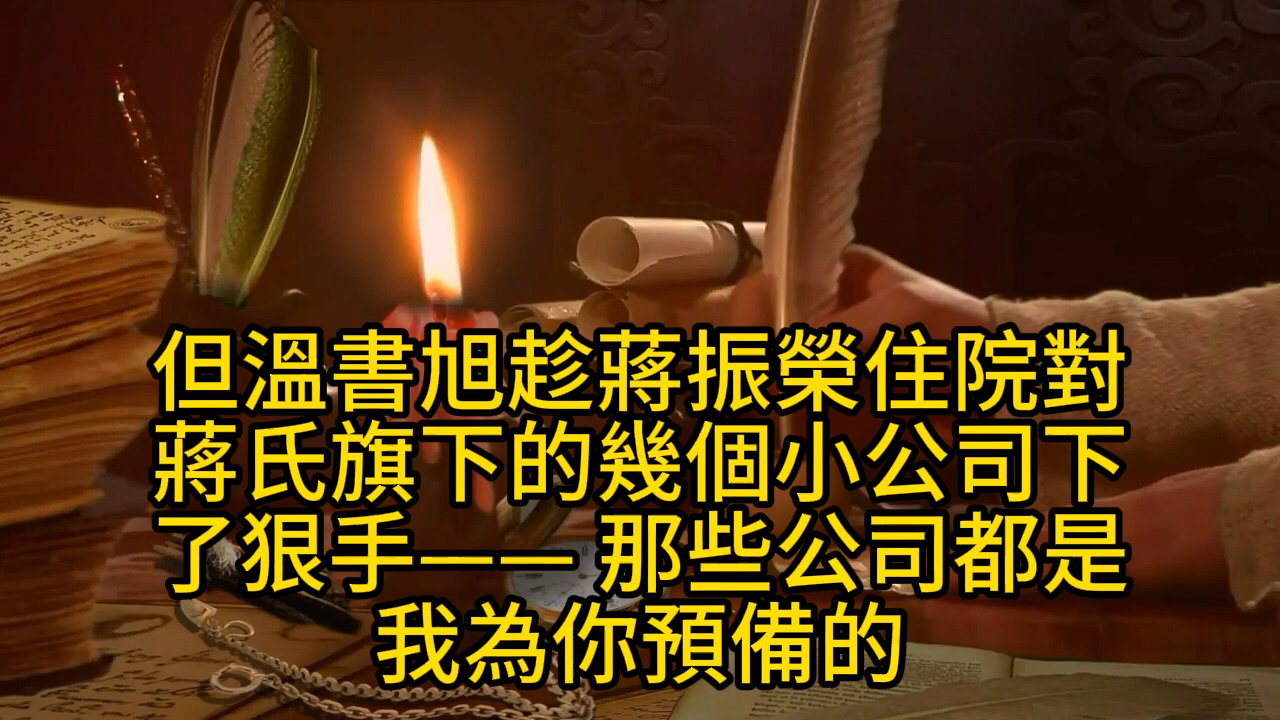 但溫書旭趁蔣振榮住院對
蔣氏旗下的幾個小公司下
了狠手—— 那些公司都是
我為你預備的